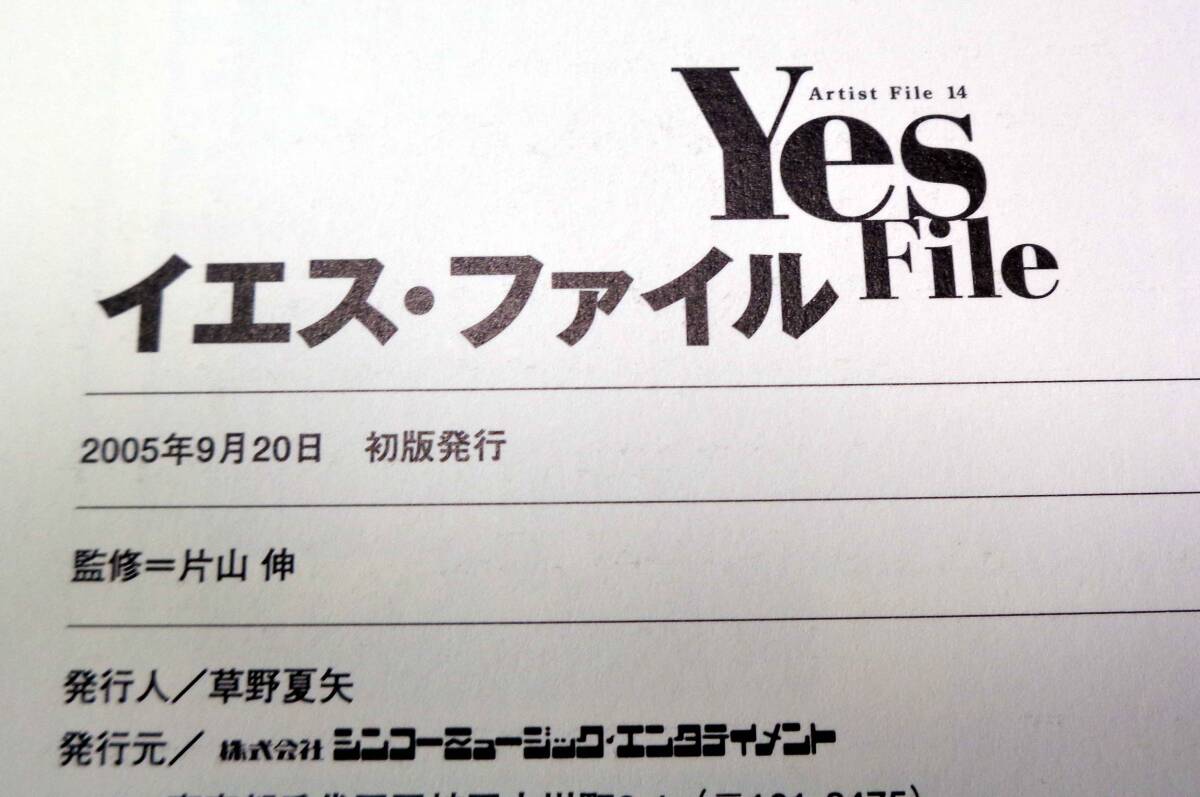 Artist File 14
Yes
File
イエス・ファイル
2005年9月20日　初版発行
監修＝片山 伸
発行人／草野夏矢
発行元／ 株式会社 シンコーミュージック・エンタテイメント